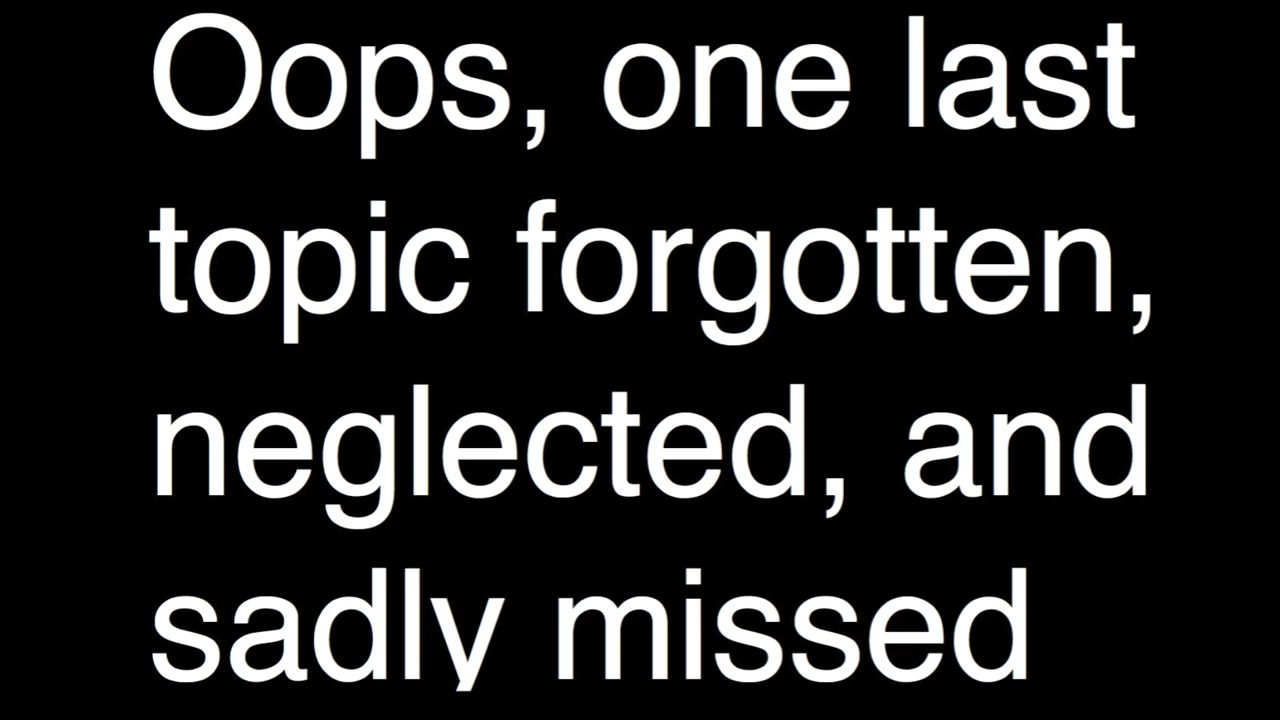 Oops, one last
topic forgotten,
neglected, and
sadly missed